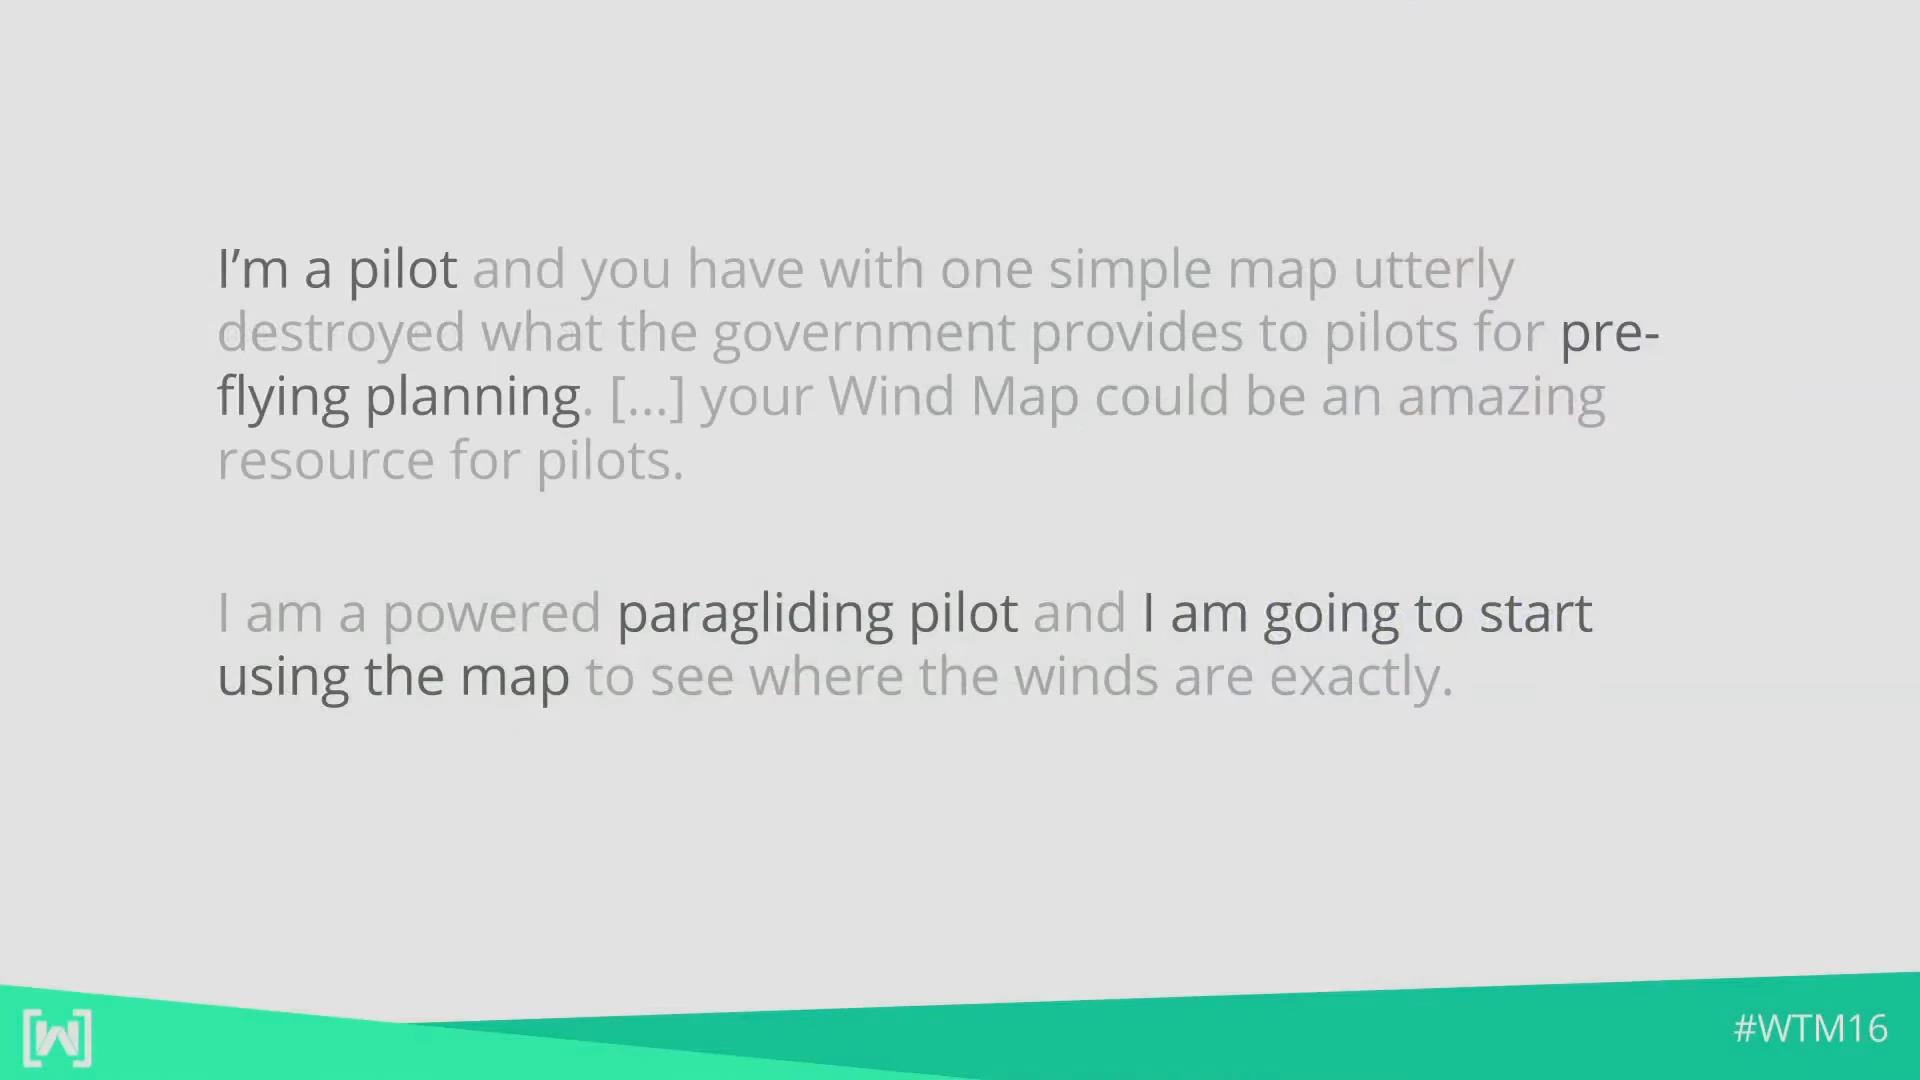 I’m a pilot and you have with one simple map utterly
destroyed what the government provides to pilots for pre-
flying planning. [...] your Wind Map could be an amazing
resource for pilots.
I am a powered paragliding pilot and I am going to start
using the map to see where the winds are exactly.
[W]
#WTM16